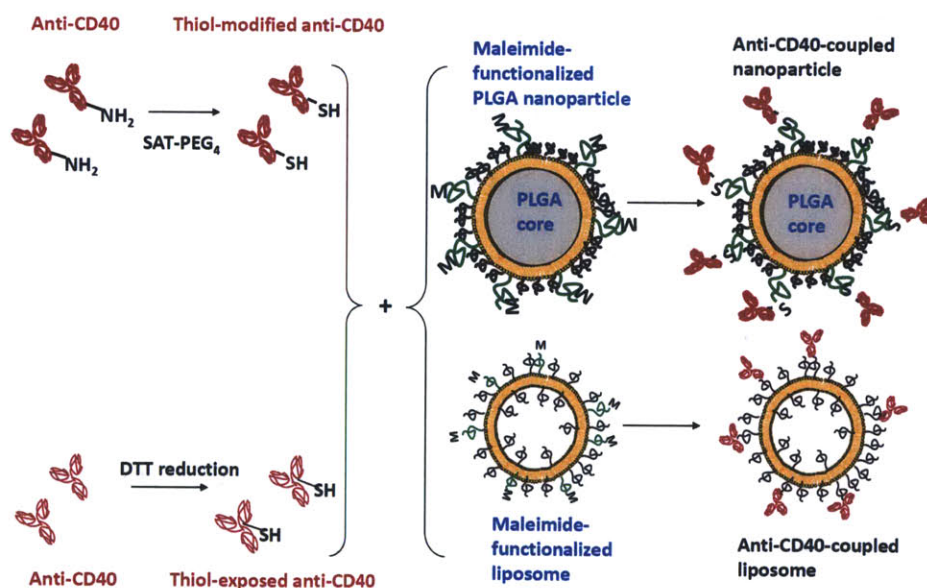 Anti-CD40
Thiol-modified anti-CD40
NH2
NH2
SAT-PEG4
SH
SH
Maleimide-
functionalized
PLGA nanoparticle
Anti-CD40-coupled
nanoparticle
M
M
M
M
M
M
M
PLGA
core
S
S
S
S
S
S
PLGA
core
+
DTT reduction
SH
SH
Anti-CD40
Thiol-exposed anti-CD40
M
M
M
M
M
M
Maleimide-
functionalized
liposome
Anti-CD40-coupled
liposome